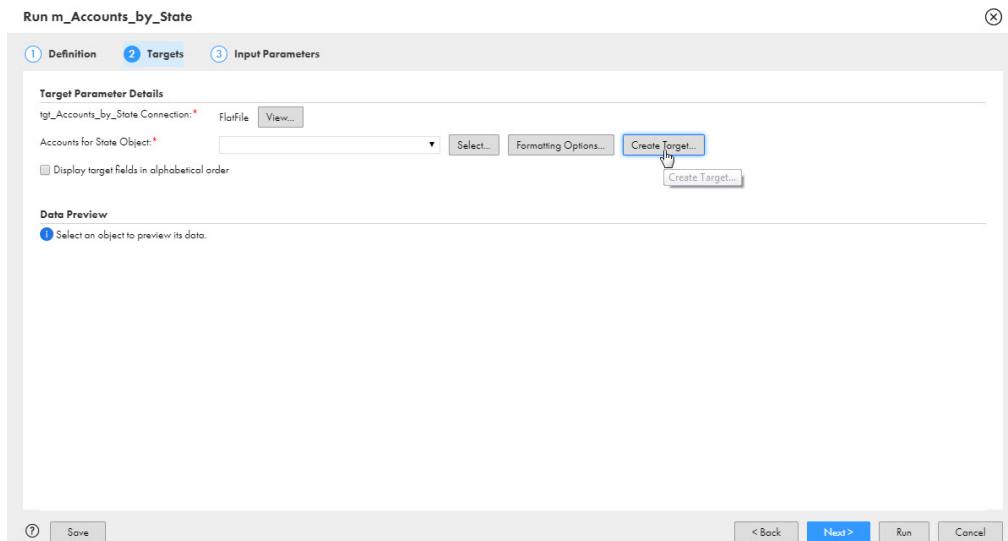 Run m_Accounts_by_State
1 Definition 2 Targets 3 Input Parameters
Target Parameter Details
tgt_Accounts_by_State Connection:* FlatFile View...
Accounts for State Object:* Select... Formatting Options... Create Target...
Display target fields in alphabetical order
Create Target...
Data Preview
i Select an object to preview its data.
? Save < Back Next > Run Cancel